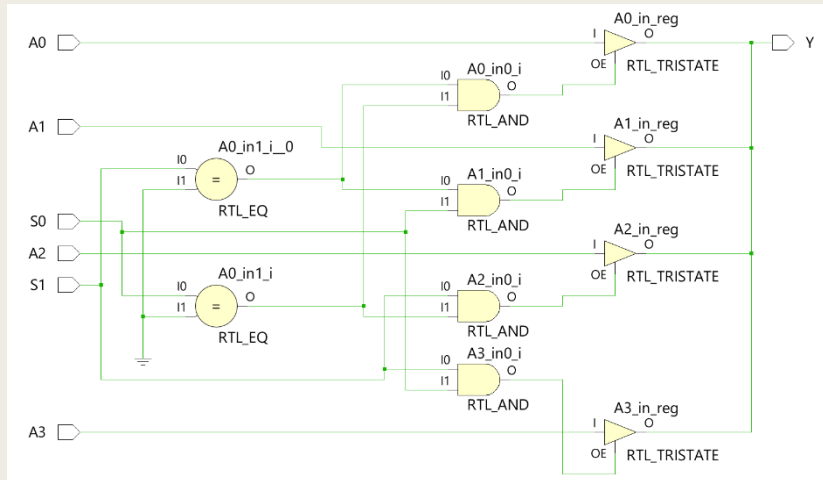 A0_in_reg
A0
I
O
Y
OE
RTL_TRISTATE
A0_in0_i
I0
O
I1
RTL_AND
A1
A1_in_reg
I
O
OE
RTL_TRISTATE
A0_in1_i__0
I0
O
I1
=
RTL_EQ
A1_in0_i
I0
O
I1
RTL_AND
S0
A2
S1
A2_in_reg
I
O
OE
RTL_TRISTATE
A0_in1_i
I0
O
I1
=
RTL_EQ
A2_in0_i
I0
O
I1
RTL_AND
A3_in0_i
I0
O
I1
RTL_AND
A3
A3_in_reg
I
O
OE
RTL_TRISTATE